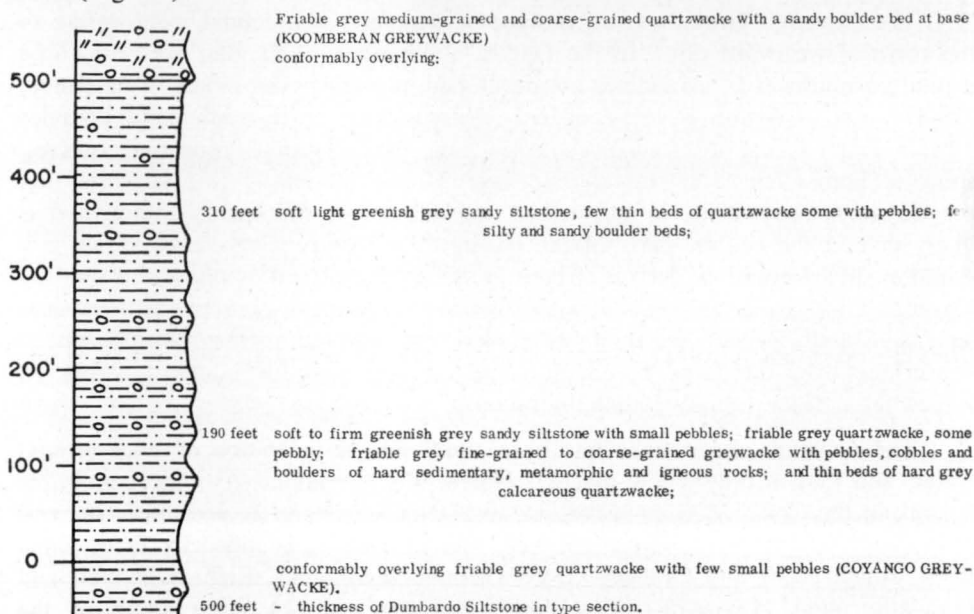 Friable grey medium-grained and coarse-grained quartzwacke with a sandy boulder bed at base
(KOOMBERAN GREYWACKE)
conformably overlying:
500'
400'
310 feet soft light greenish grey sandy siltstone, few thin beds of quartzwacke some with pebbles;
silty and sandy boulder beds;
300'
200'
190 feet soft to firm greenish grey sandy siltstone with small pebbles; friable grey quartzwacke, some
pebbly; friable grey fine-grained to coarse-grained greywacke with pebbles, cobbles and
100' boulders of hard sedimentary, metamorphic and igneous rocks; and thin beds of hard grey
calcareous quartzwacke;
0
conformably overlying friable grey quartzwacke with few small pebbles (COYANGO GREY-
WACKE).
500 feet - thickness of Dumbardo Siltstone in type section.